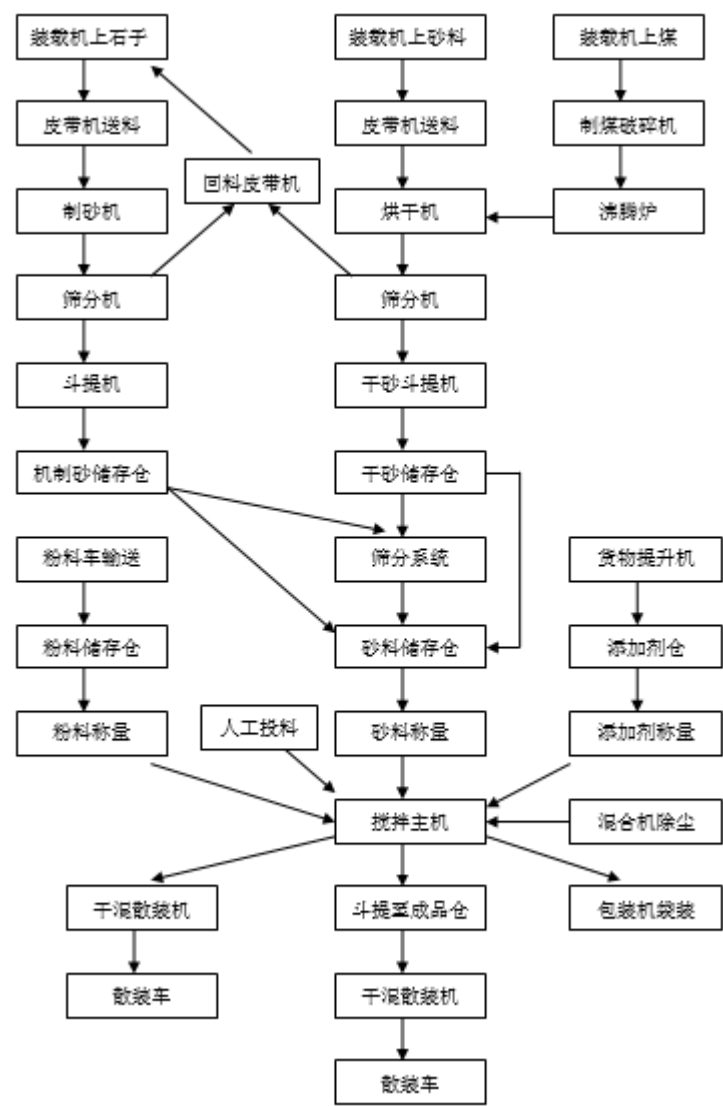 装载机上石子
装载机上砂料
装载机上煤
皮带机送料
皮带机送料
制煤破碎机
回料皮带机
制砂机
烘干机
沸腾炉
筛分机
筛分机
斗提机
干砂斗提机
机制砂储存仓
干砂储存仓
粉料车输送
筛分系统
货物提升机
粉料储存仓
砂料储存仓
添加剂仓
粉料称量
人工投料
砂料称量
添加剂称量
搅拌主机
混合机除尘
干混散装机
斗提至成品仓
包装机袋装
散装车
干混散装机
散装车